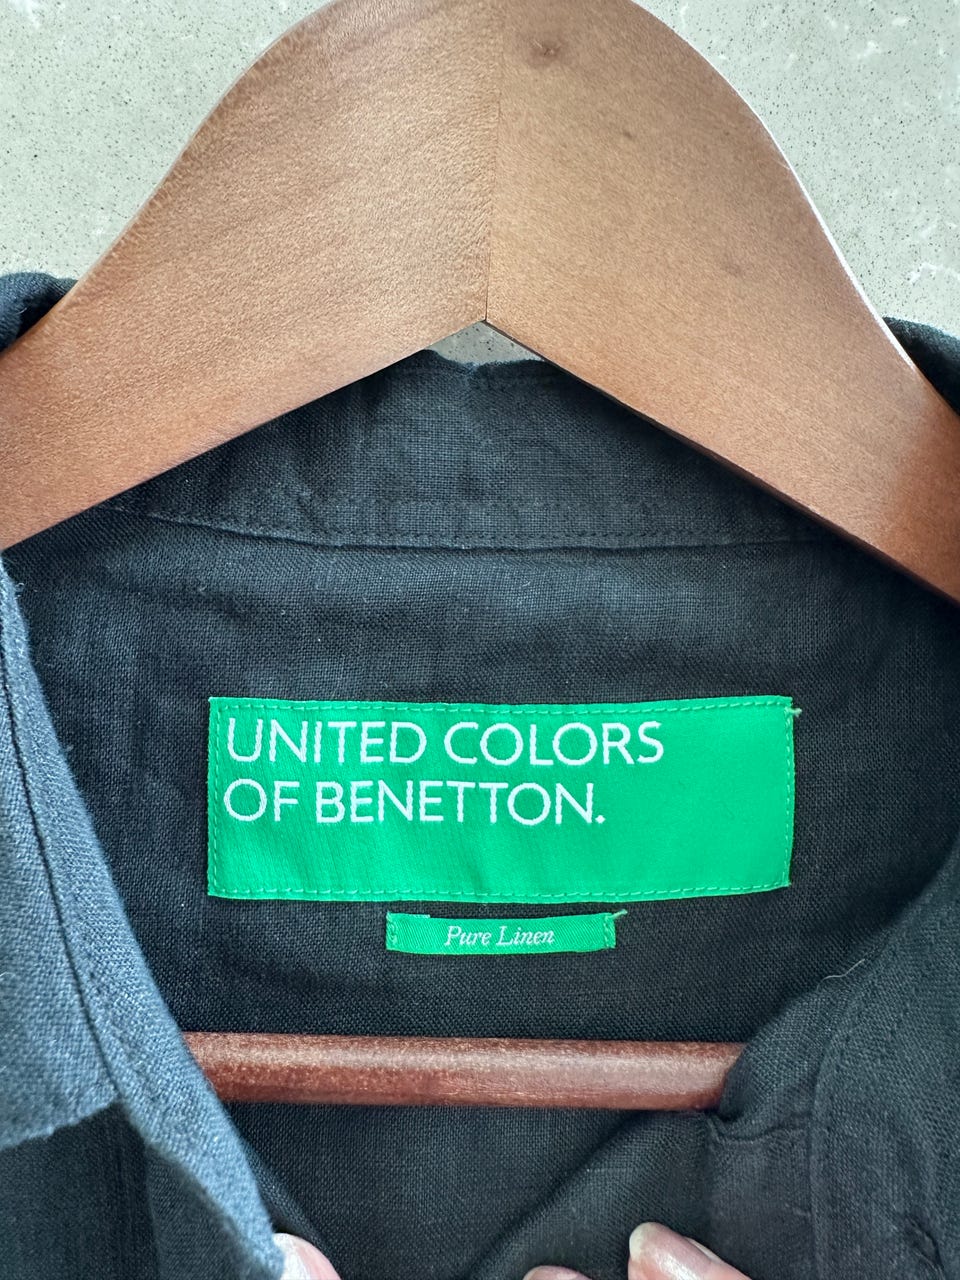 UNITED COLORS
OF BENETTON.
Pure Linen